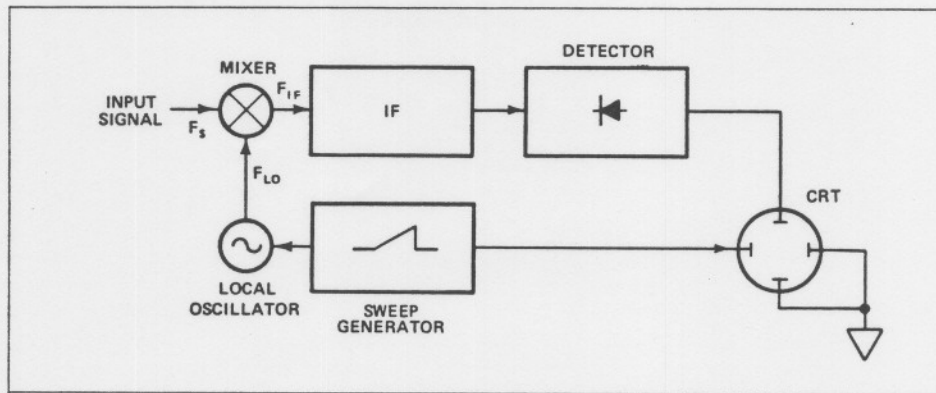 DETECTOR
MIXER
F_IF
IF
INPUT
SIGNAL
F_S
F_LO
CRT
LOCAL
OSCILLATOR
SWEEP
GENERATOR